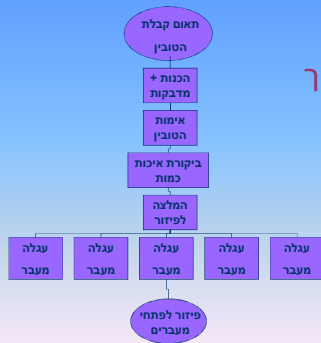 תאום קבלת
הטובין
ך
הכנות +
מדבקות
אימות
הטובין
ביקורת איכות
כמות
המלצה
לפיזור
עגלה
מעבר
עגלה
מעבר
עגלה
מעבר
עגלה
מעבר
עגלה
מעבר
פיזור לפתחי
מעברים